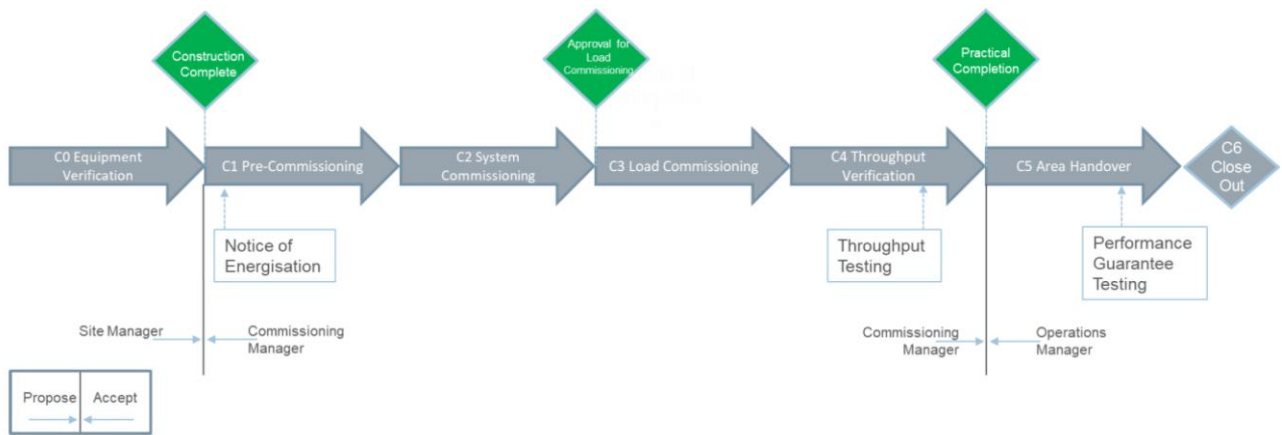 Construction
Complete
Approval for
Load
Commissioning
Practical
Completion
C0 Equipment
Verification
C1 Pre-Commissioning
C2 System
Commissioning
C3 Load Commissioning
C4 Throughput
Verification
C5 Area Handover
C6
Close
Out
Notice of
Energisation
Throughput
Testing
Performance
Guarantee
Testing
Site Manager
Commissioning
Manager
Commissioning
Manager
Operations
Manager
Propose
Accept